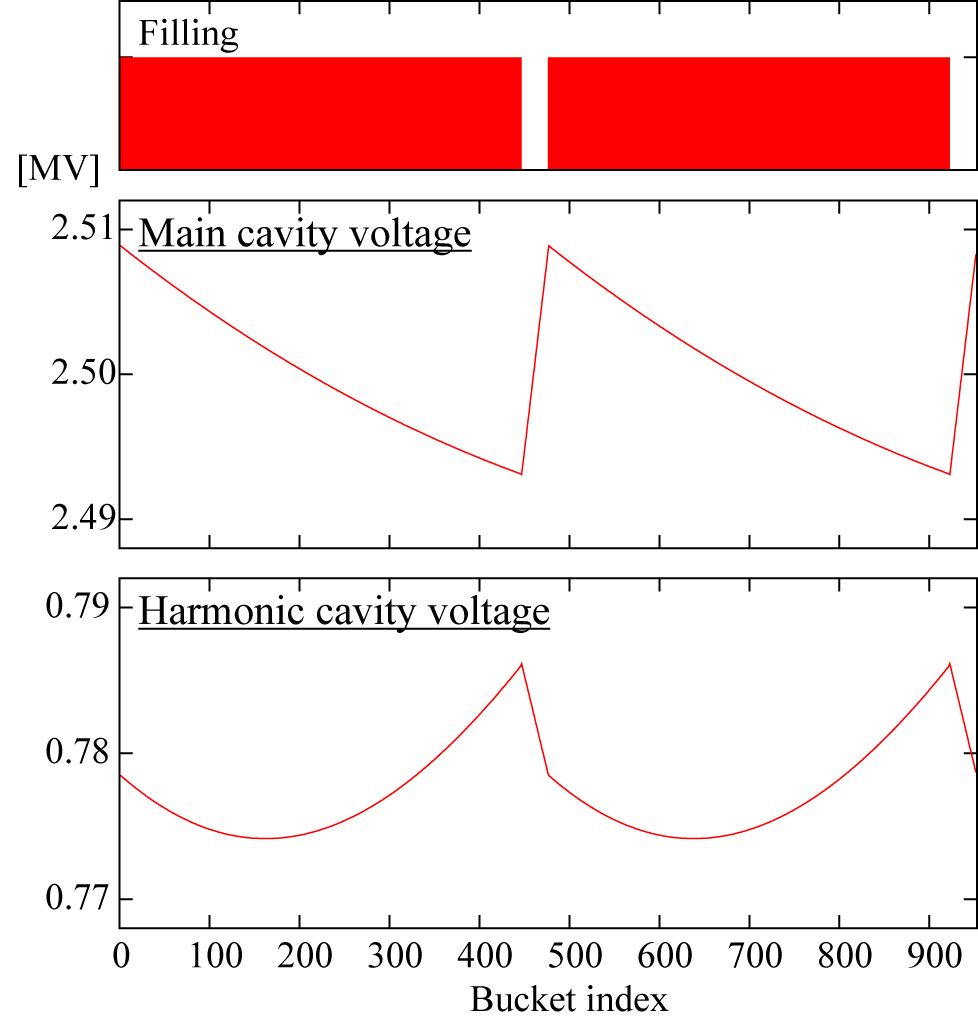 Filling
[MV]
2.51
Main cavity voltage
2.50
2.49
0.79
Harmonic cavity voltage
0.78
0.77
0 100 200 300 400 500 600 700 800 900
Bucket index